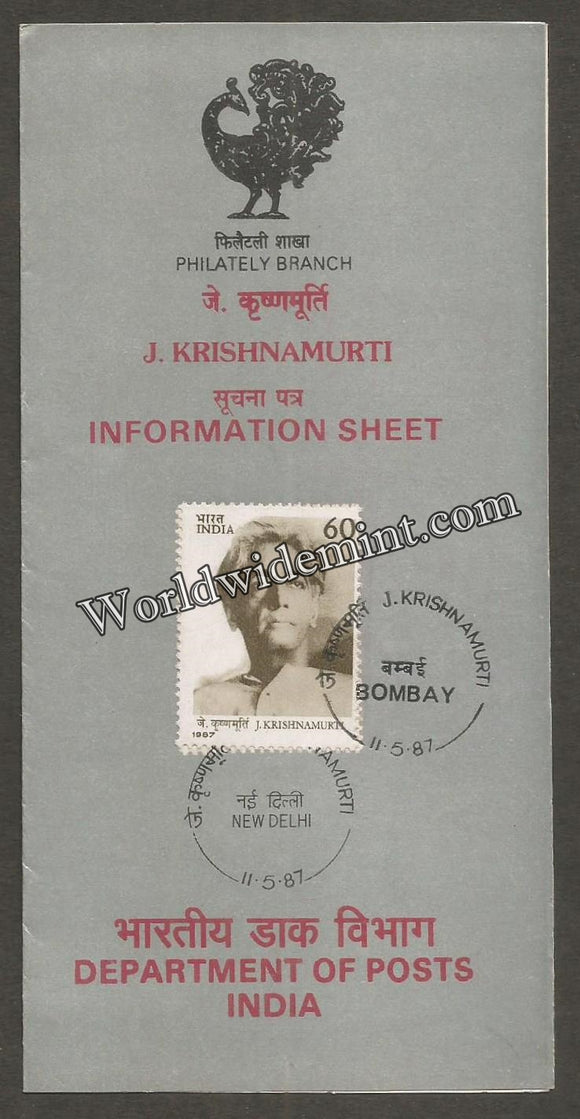 फिलैटली शाखा
PHILATELY BRANCH
जे. कृष्णमूर्ति
J. KRISHNAMURTI
सूचना पत्र
INFORMATION SHEET
भारत
INDIA
60
जे. कृष्णमूर्ति J. KRISHNAMURTI
1987
Worldwidemint.com
जे. कृष्णमूर्ति J. KRISHNAMURTI
बम्बई
BOMBAY
11.5.87
नई दिल्ली
NEW DELHI
11.5.87
भारतीय डाक विभाग
DEPARTMENT OF POSTS
INDIA